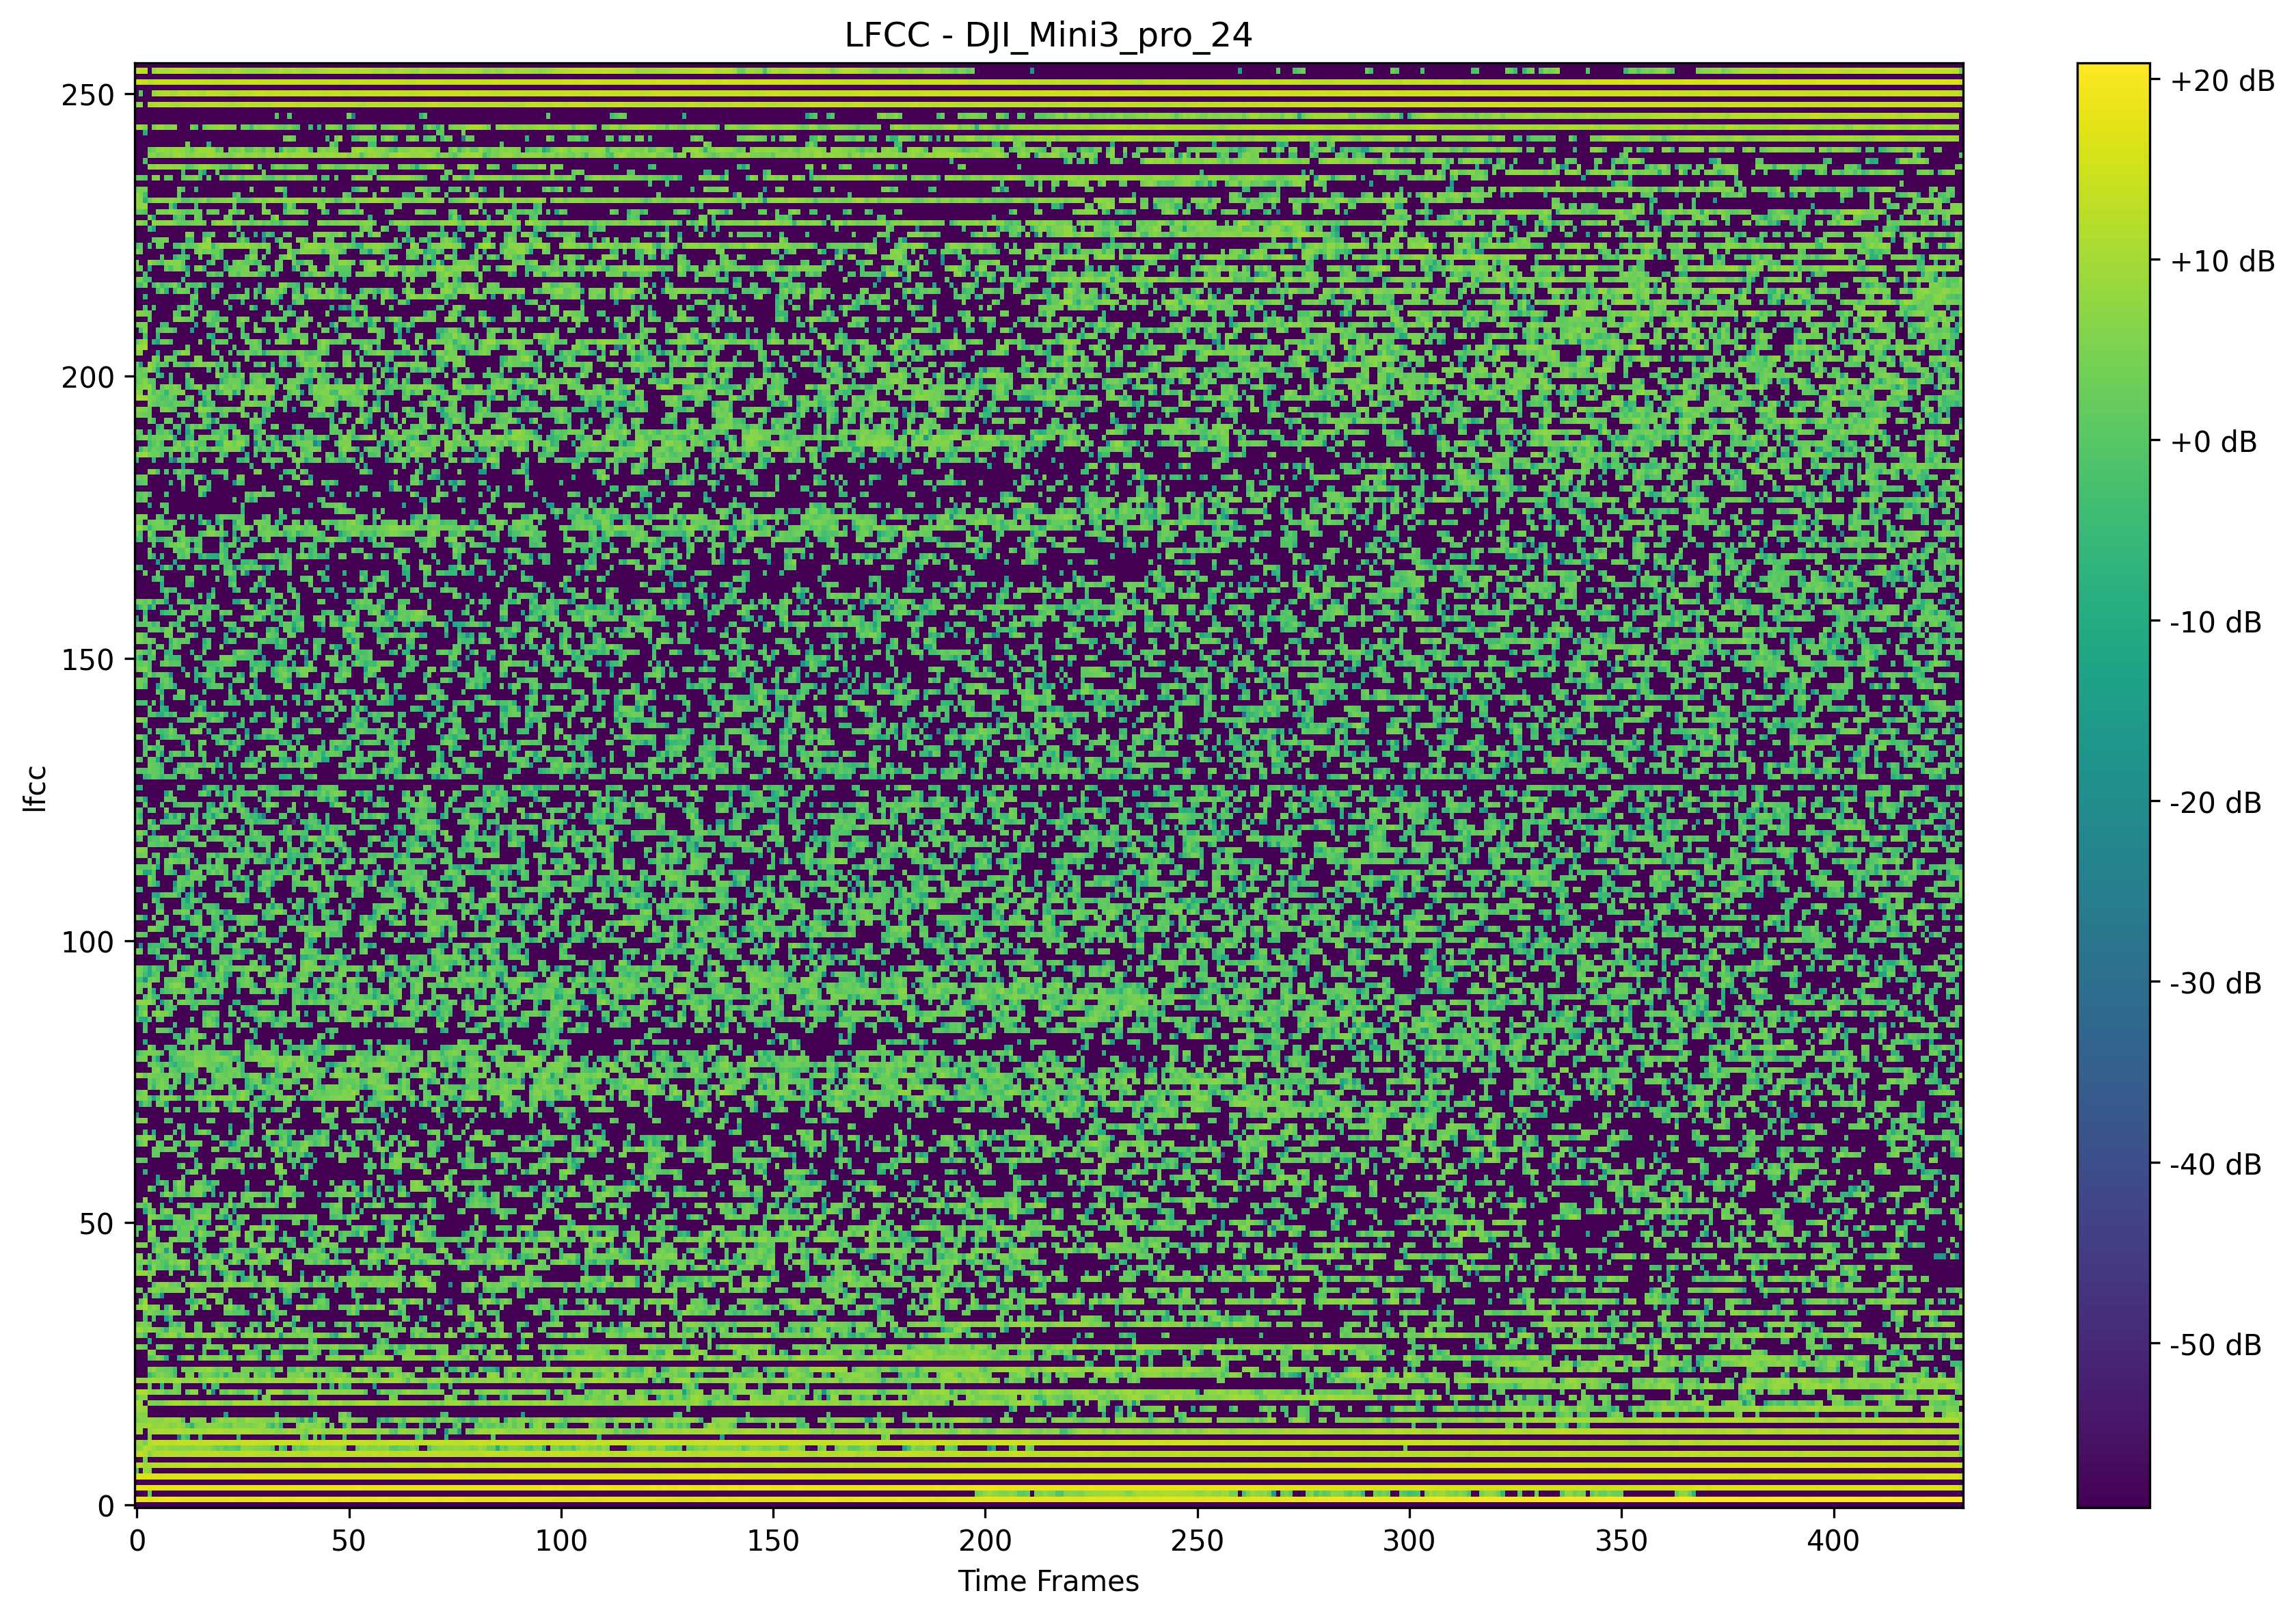 LFCC - DJI_Mini3_pro_24
250
200
150
100
50
0
lfcc
0 50 100 150 200 250 300 350 400
Time Frames
+20 dB
+10 dB
+0 dB
-10 dB
-20 dB
-30 dB
-40 dB
-50 dB